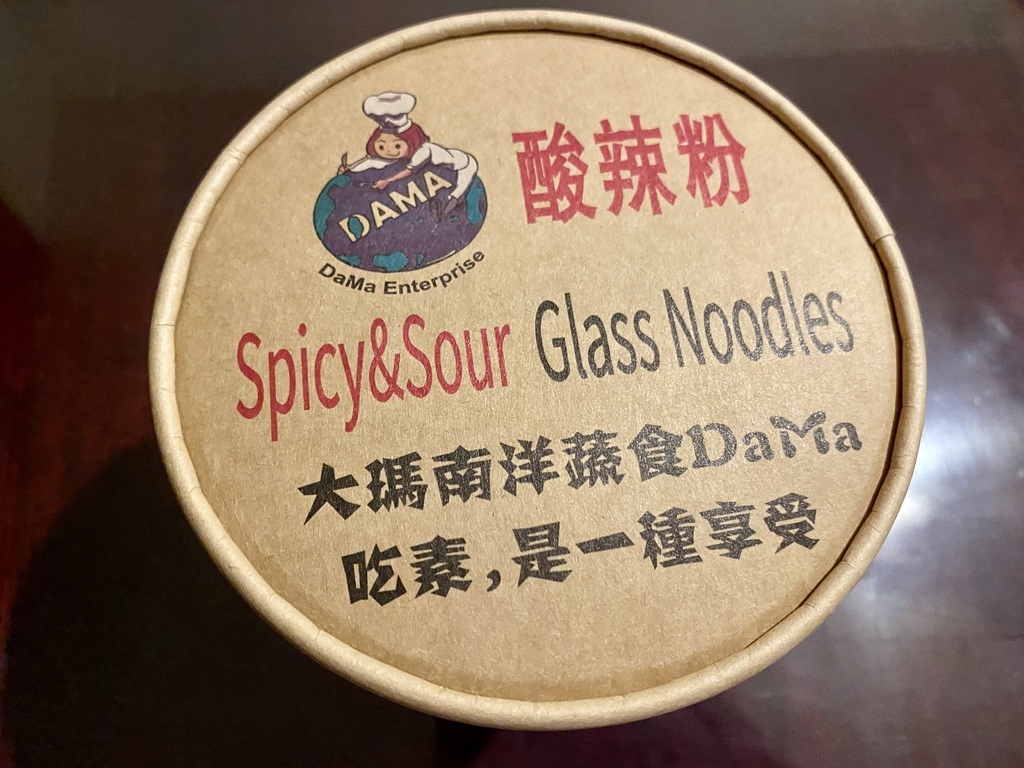 DAMA
DaMa Enterprise
酸辣粉
Spicy&Sour Glass Noodles
大瑪南洋蔬食DaMa
吃素,是一種享受